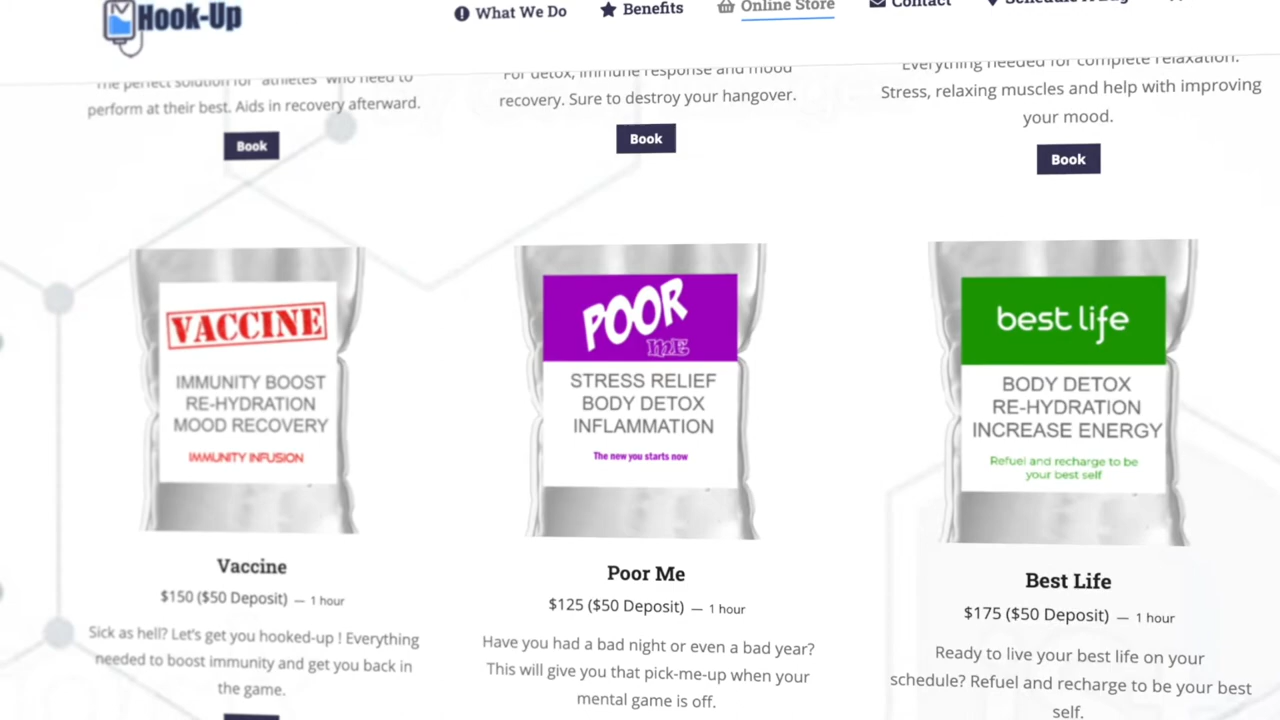 Hook-Up
What We Do
Benefits
Online Store
Contact
The perfect solution for "athletes" who need to
perform at their best. Aids in recovery afterward.
Book
For detox, immune response and mood
recovery. Sure to destroy your hangover.
Book
Everything needed for complete relaxation.
Stress, relaxing muscles and help with improving
your mood.
Book
VACCINE
IMMUNITY BOOST
RE-HYDRATION
MOOD RECOVERY
IMMUNITY INFUSION
POOR
ME
STRESS RELIEF
BODY DETOX
INFLAMMATION
The new you starts now
best life
BODY DETOX
RE-HYDRATION
INCREASE ENERGY
Refuel and recharge to be
your best self
Vaccine
$150 ($50 Deposit) — 1 hour
Sick as hell? Let's get you hooked-up ! Everything
needed to boost immunity and get you back in
the game.
Poor Me
$125 ($50 Deposit) — 1 hour
Have you had a bad night or even a bad year?
This will give you that pick-me-up when your
mental game is off.
Best Life
$175 ($50 Deposit) — 1 hour
Ready to live your best life on your
schedule? Refuel and recharge to be your best
self.